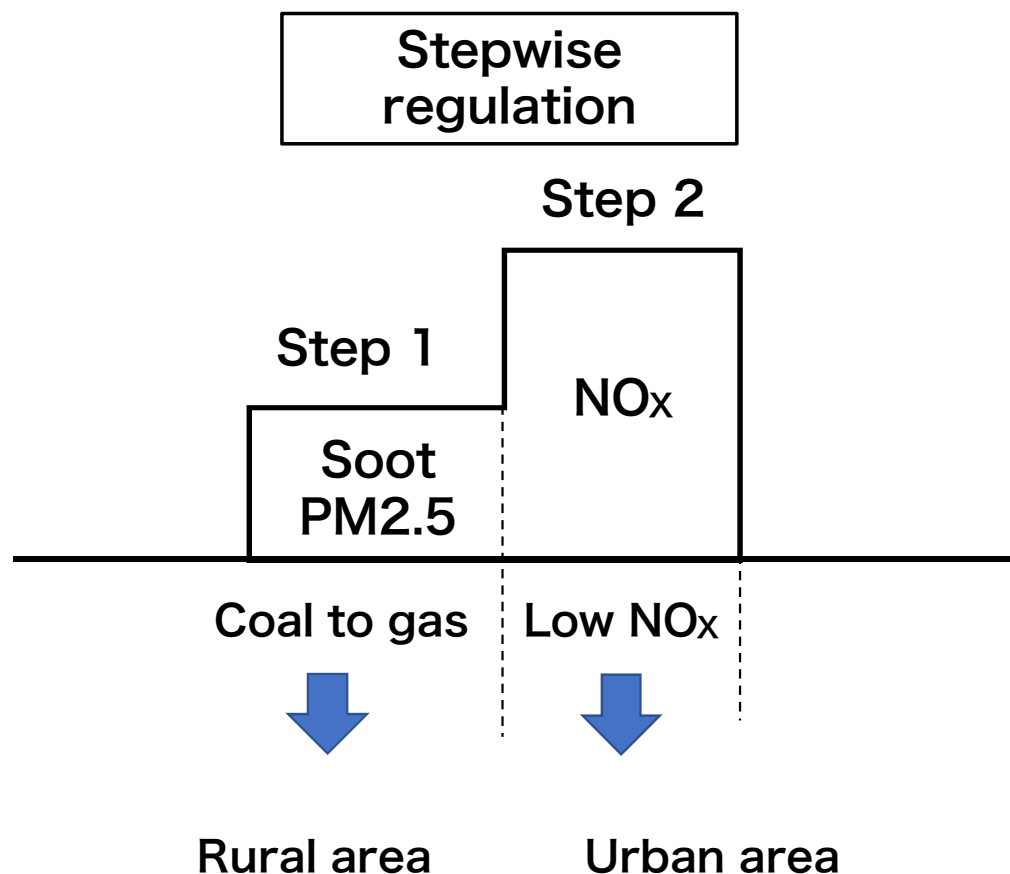 Stepwise
regulation
Step 2
Step 1
NOx
Soot
PM2.5
Coal to gas
Low NOx
Rural area
Urban area